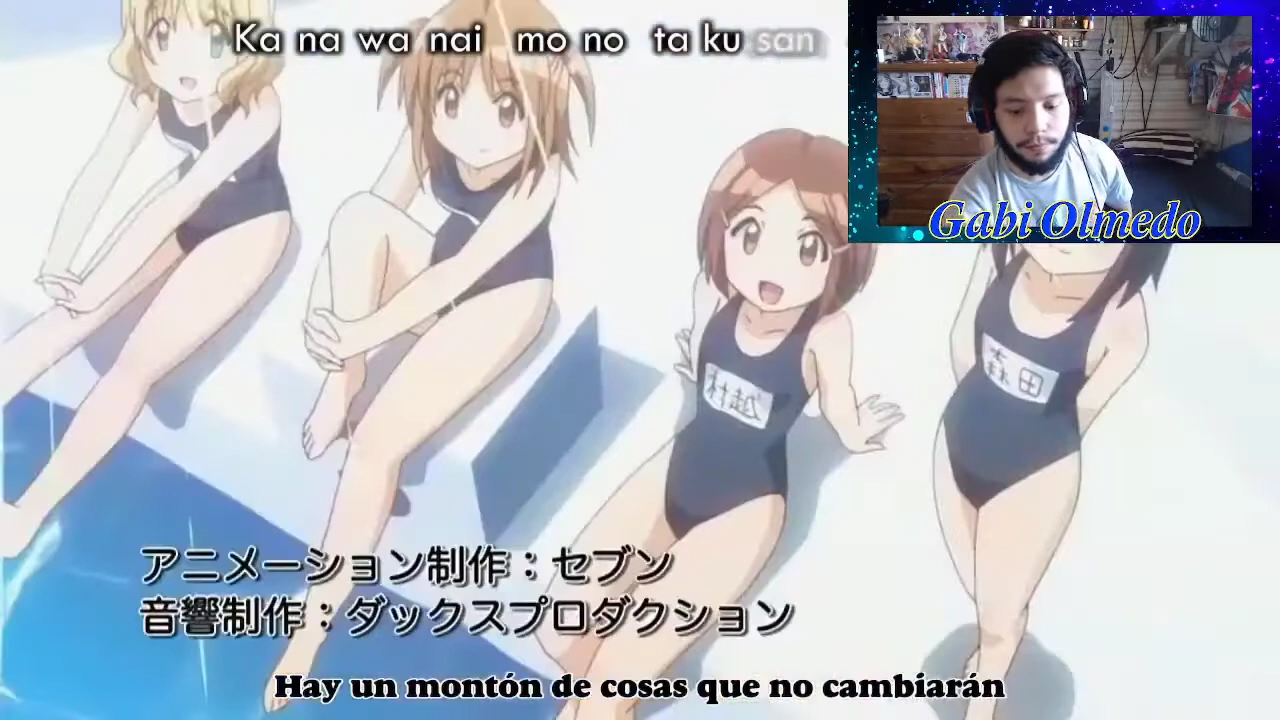 Ka na wa nai mo no ta ku san
Gabi Olmedo
村越
森田
アニメーション制作：セブン
音響制作：ダックスプロダクション
Hay un montón de cosas que no cambiarán